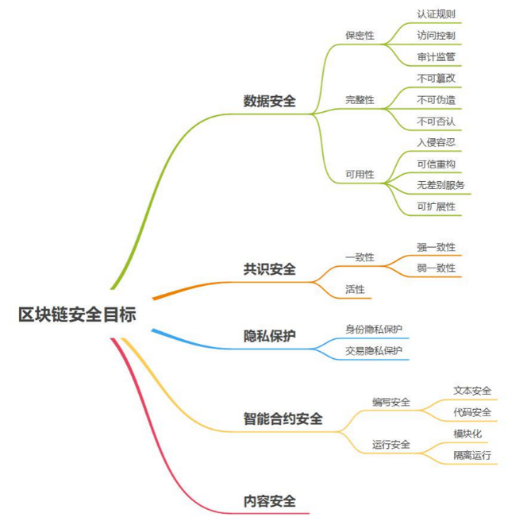 区块链安全目标
数据安全
保密性
认证规则
访问控制
审计监管
完整性
不可篡改
不可伪造
不可否认
可用性
入侵容忍
可信重构
无差别服务
可扩展性
共识安全
一致性
强一致性
弱一致性
活性
隐私保护
身份隐私保护
交易隐私保护
智能合约安全
编写安全
文本安全
代码安全
运行安全
模块化
隔离运行
内容安全